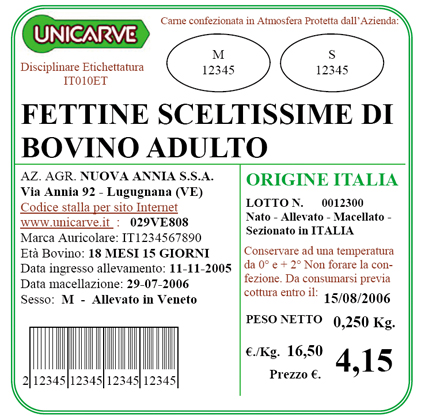 UNICARVE
Carne confezionata in Atmosfera Protetta dall'Azienda:
Disciplinare Etichettatura
IT010ET
M
12345
S
12345
FETTINE SCELTISSIME DI
BOVINO ADULTO
AZ. AGR. NUOVA ANNIA S.S.A.
Via Annia 92 - Lugugnana (VE)
Codice stalla per sito Internet
www.unicarve.it : 029VE808
Marca Auricolare: IT1234567890
Età Bovino: 18 MESI 15 GIORNI
Data ingresso allevamento: 11-11-2005
Data macellazione: 29-07-2006
Sesso: M - Allevato in Veneto
2 12345 12345 12345 12345
ORIGINE ITALIA
LOTTO N. 0012300
Nato - Allevato - Macellato -
Sezionato in ITALIA
Conservare ad una temperatura
da 0° e + 2° Non forare la con-
fezione. Da consumarsi previa
cottura entro il: 15/08/2006
PESO NETTO 0,250 Kg.
€./Kg. 16,50
Prezzo €. 4,15